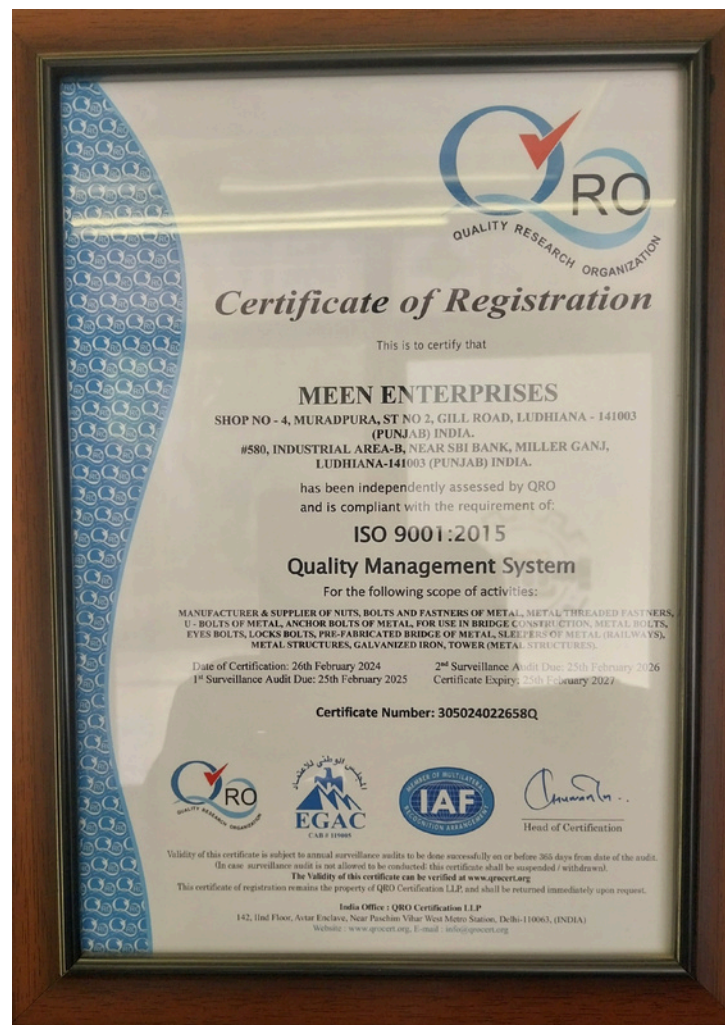 QRO
QUALITY RESEARCH ORGANIZATION
Certificate of Registration
This is to certify that
MEEN ENTERPRISES
SHOP NO - 4, MURADPURA, ST NO 2, GILL ROAD, LUDHIANA - 141003
(PUNJAB) INDIA.
#580, INDUSTRIAL AREA-B, NEAR SBI BANK, MILLER GANJ,
LUDHIANA-141003 (PUNJAB) INDIA.
has been independently assessed by QRO
and is compliant with the requirement of:
ISO 9001:2015
Quality Management System
For the following scope of activities:
MANUFACTURER & SUPPLIER OF NUTS, BOLTS AND FASTNERS OF METAL, METAL THREADED FASTNERS,
U - BOLTS OF METAL, ANCHOR BOLTS OF METAL, FOR USE IN BRIDGE CONSTRUCTION, METAL BOLTS,
EYES BOLTS, LOCKS BOLTS, PRE-FABRICATED BRIDGE OF METAL, SLEEPERS OF METAL (RAILWAYS),
METAL STRUCTURES, GALVANIZED IRON, TOWER (METAL STRUCTURES).
Date of Certification: 26th February 2024 2nd Surveillance Audit Due: 25th February 2026
1st Surveillance Audit Due: 25th February 2025 Certificate Expiry: 25th February 2027
Certificate Number: 305024022658Q
QRO
QUALITY RESEARCH ORGANIZATION
المجلس الوطني للاعتماد
EGAC
CAB # 119005
MEMBER OF MULTILATERAL
IAF
RECOGNITION ARRANGEMENT
Head of Certification
Validity of this certificate is subject to annual surveillance audits to be done successfully on or before 365 days from date of the audit.
(In case surveillance audit is not allowed to be conducted; this certificate shall be suspended / withdrawn).
The Validity of this certificate can be verified at www.qrocert.org
This certificate of registration remains the property of QRO Certification LLP, and shall be returned immediately upon request.
India Office : QRO Certification LLP
142, IInd Floor, Avtar Enclave, Near Paschim Vihar West Metro Station, Delhi-110063, (INDIA)
Website : www.qrocert.org, E-mail : info@qrocert.org